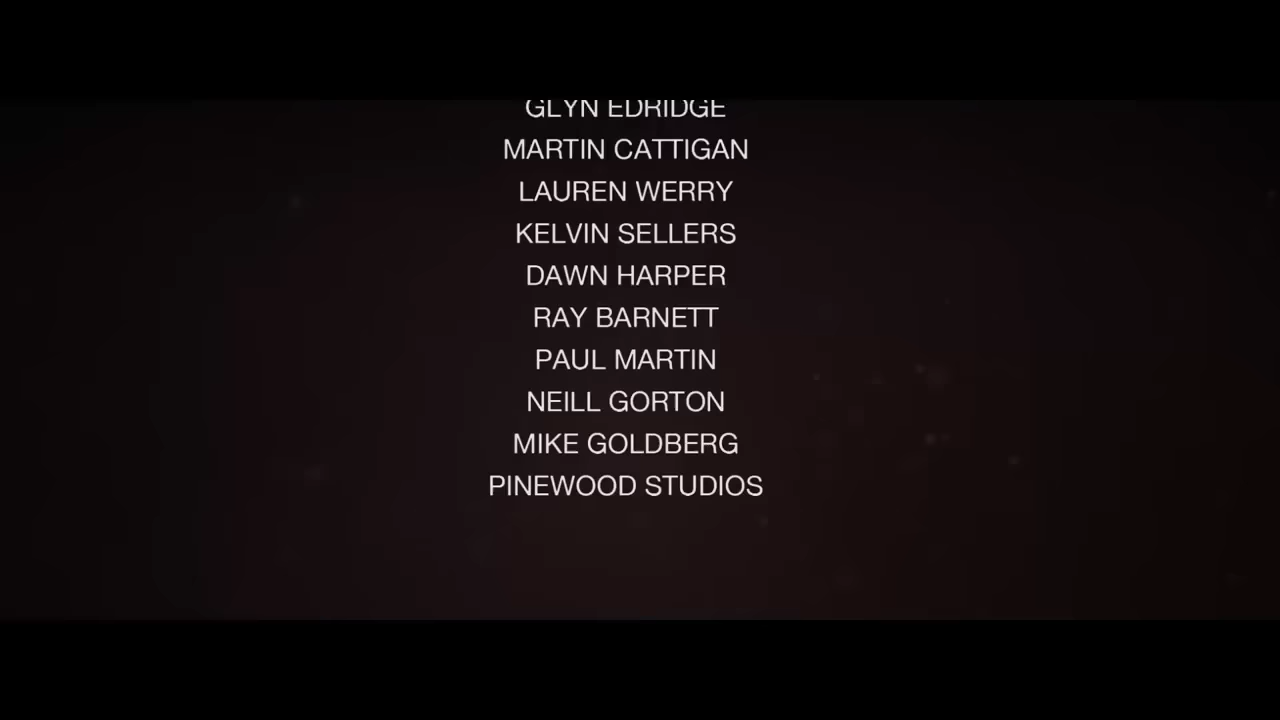 GLYN EDRIDGE
MARTIN CATTIGAN
LAUREN WERRY
KELVIN SELLERS
DAWN HARPER
RAY BARNETT
PAUL MARTIN
NEILL GORTON
MIKE GOLDBERG
PINEWOOD STUDIOS